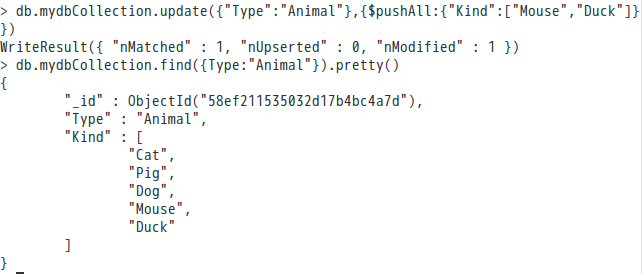 > db.mydbCollection.update({"Type":"Animal"},{$pushAll:{"Kind":["Mouse","Duck"]}
})
WriteResult({ "nMatched" : 1, "nUpserted" : 0, "nModified" : 1 })
> db.mydbCollection.find({Type:"Animal"}).pretty()
{
        "_id" : ObjectId("58ef211535032d17b4bc4a7d"),
        "Type" : "Animal",
        "Kind" : [
                "Cat",
                "Pig",
                "Dog",
                "Mouse",
                "Duck"
        ]
}